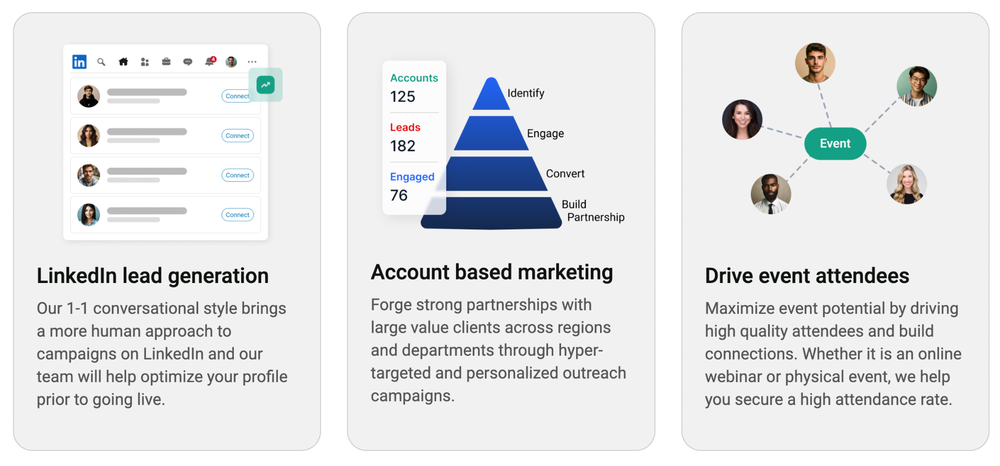 in
4
Connect
Connect
Connect
Connect
LinkedIn lead generation
Our 1-1 conversational style brings
a more human approach to
campaigns on LinkedIn and our
team will help optimize your profile
prior to going live.
Accounts
125
Leads
182
Engaged
76
Identify
Engage
Convert
Build
Partnership
Account based marketing
Forge strong partnerships with
large value clients across regions
and departments through hyper-
targeted and personalized outreach
campaigns.
Event
Drive event attendees
Maximize event potential by driving
high quality attendees and build
connections. Whether it is an online
webinar or physical event, we help
you secure a high attendance rate.